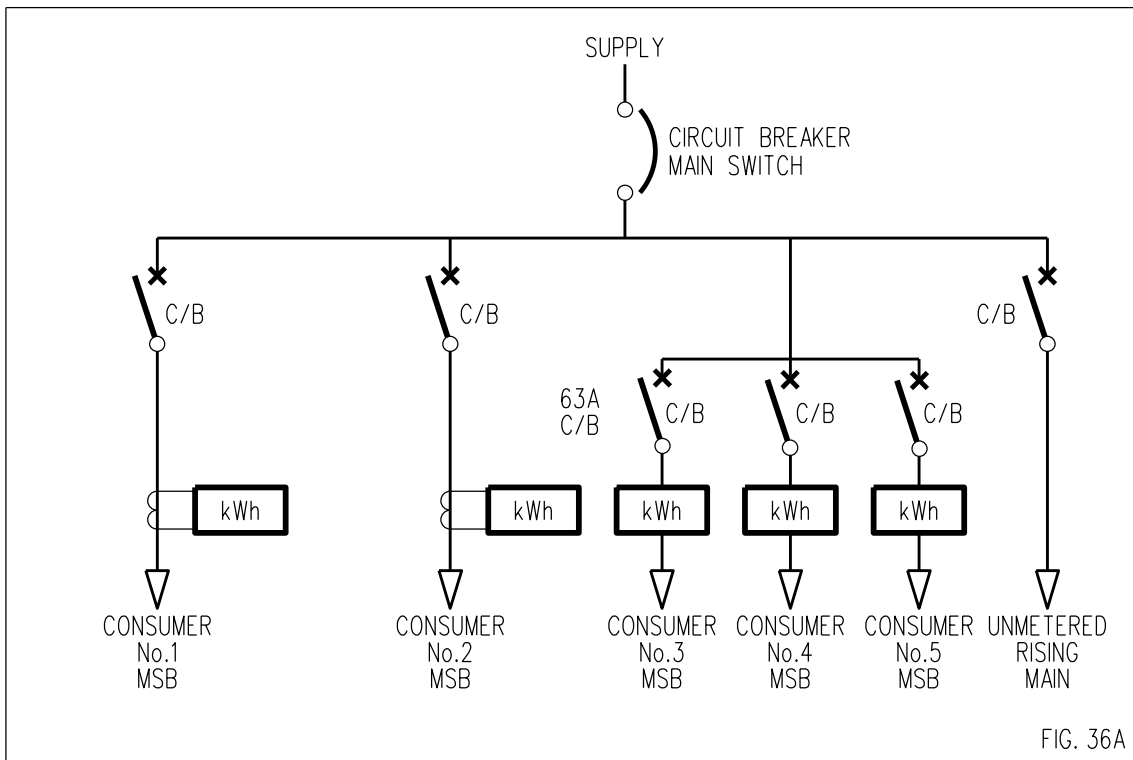 SUPPLY
CIRCUIT BREAKER
MAIN SWITCH
C/B
C/B
C/B
63A
C/B
C/B
C/B
C/B
kWh
kWh
kWh
kWh
kWh
CONSUMER
No.1
MSB
CONSUMER
No.2
MSB
CONSUMER
No.3
MSB
CONSUMER
No.4
MSB
CONSUMER
No.5
MSB
UNMETERED
RISING
MAIN
FIG. 36A